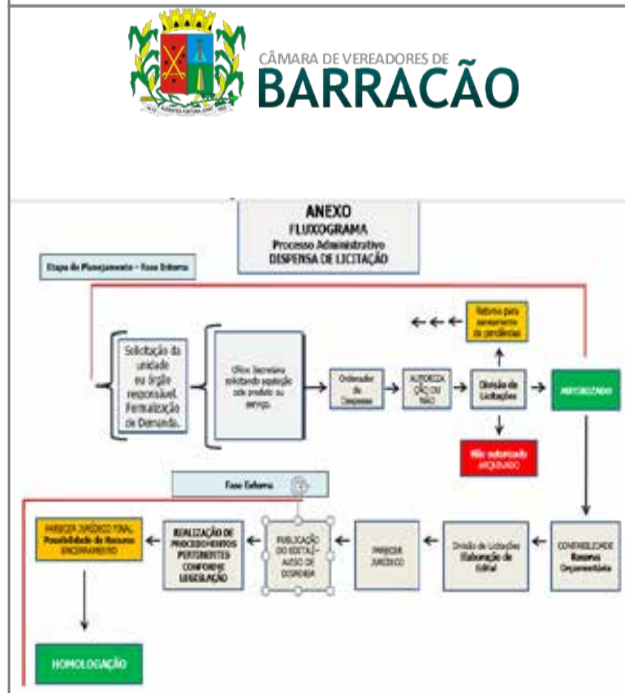 CÂMARA DE VEREADORES DE
BARRACÃO
ANEXO
FLUXOGRAMA
Processo Administrativo
DISPENSA DE LICITAÇÃO
Etapa de Planejamento – Fase Interna
Retorno para
saneamento
de pendências
Solicitação da
unidade
ou órgão
responsável.
Formalização
de Demanda.
Ofício Secretaria
solicitando aquisição
produto ou
serviço.
Ordenador
de
Despesa
AUTORIZA
ÇÃO OU
NÃO
Divisão de
Licitações
AUTORIZADO
Não autorizado
ARQUIVADO
Fase Externa
PARECER JURÍDICO FINAL
Possibilidade de Recurso
ENCERRAMENTO
REALIZAÇÃO DE
PROCEDIMENTOS
PERTINENTES
CONFORME
LEGISLAÇÃO
PUBLICAÇÃO
DO EDITAL–
AVISO DE
DISPENSA
PARECER
JURÍDICO
Divisão de Licitações
Elaboração de
Edital
CONTABILIDADE
Reserva
Orçamentária
HOMOLOGAÇÃO